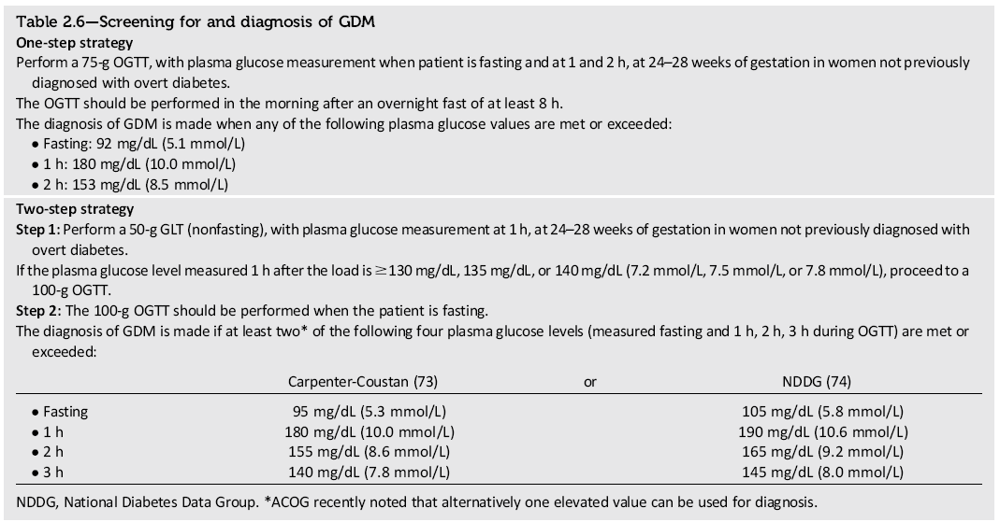 Table 2.6—Screening for and diagnosis of GDM
One-step strategy
Perform a 75-g OGTT, with plasma glucose measurement when patient is fasting and at 1 and 2 h, at 24–28 weeks of gestation in women not previously
diagnosed with overt diabetes.
The OGTT should be performed in the morning after an overnight fast of at least 8 h.
The diagnosis of GDM is made when any of the following plasma glucose values are met or exceeded:
● Fasting: 92 mg/dL (5.1 mmol/L)
● 1 h: 180 mg/dL (10.0 mmol/L)
● 2 h: 153 mg/dL (8.5 mmol/L)
Two-step strategy
Step 1: Perform a 50-g GLT (nonfasting), with plasma glucose measurement at 1 h, at 24–28 weeks of gestation in women not previously diagnosed with
overt diabetes.
If the plasma glucose level measured 1 h after the load is ≥130 mg/dL, 135 mg/dL, or 140 mg/dL (7.2 mmol/L, 7.5 mmol/L, or 7.8 mmol/L), proceed to a
100-g OGTT.
Step 2: The 100-g OGTT should be performed when the patient is fasting.
The diagnosis of GDM is made if at least two* of the following four plasma glucose levels (measured fasting and 1 h, 2 h, 3 h during OGTT) are met or
exceeded:
Carpenter-Coustan (73) or NDDG (74)
● Fasting 95 mg/dL (5.3 mmol/L) 105 mg/dL (5.8 mmol/L)
● 1 h 180 mg/dL (10.0 mmol/L) 190 mg/dL (10.6 mmol/L)
● 2 h 155 mg/dL (8.6 mmol/L) 165 mg/dL (9.2 mmol/L)
● 3 h 140 mg/dL (7.8 mmol/L) 145 mg/dL (8.0 mmol/L)
NDDG, National Diabetes Data Group. *ACOG recently noted that alternatively one elevated value can be used for diagnosis.